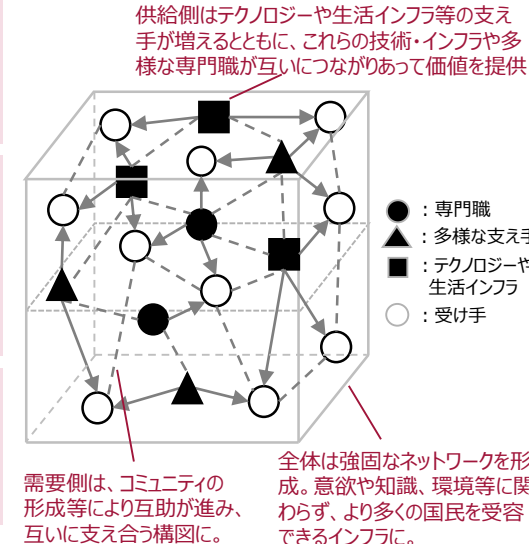 供給側はテクノロジーや生活インフラ等の支え
手が増えるとともに、これらの技術・インフラや多
様な専門職が互いにつながりあって価値を提供
：専門職
：多様な支え手
：テクノロジーや
生活インフラ
：受け手
需要側は、コミュニティの
形成等により互助が進み、
互いに支え合う構図に。
全体は強固なネットワークを形
成。意欲や知識、環境等に関
わらず、より多くの国民を受容
できるインフラに。